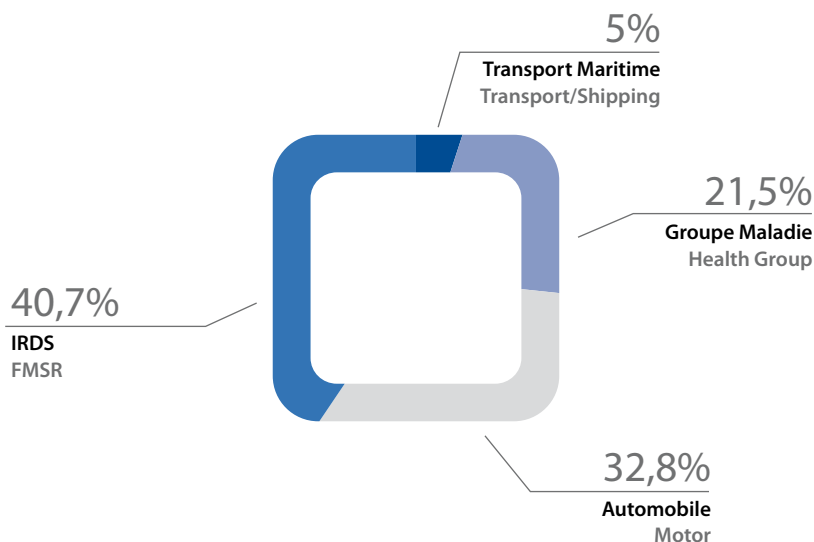 5%
Transport Maritime
Transport/Shipping
21,5%
Groupe Maladie
Health Group
40,7%
IRDS
FMSR
32,8%
Automobile
Motor